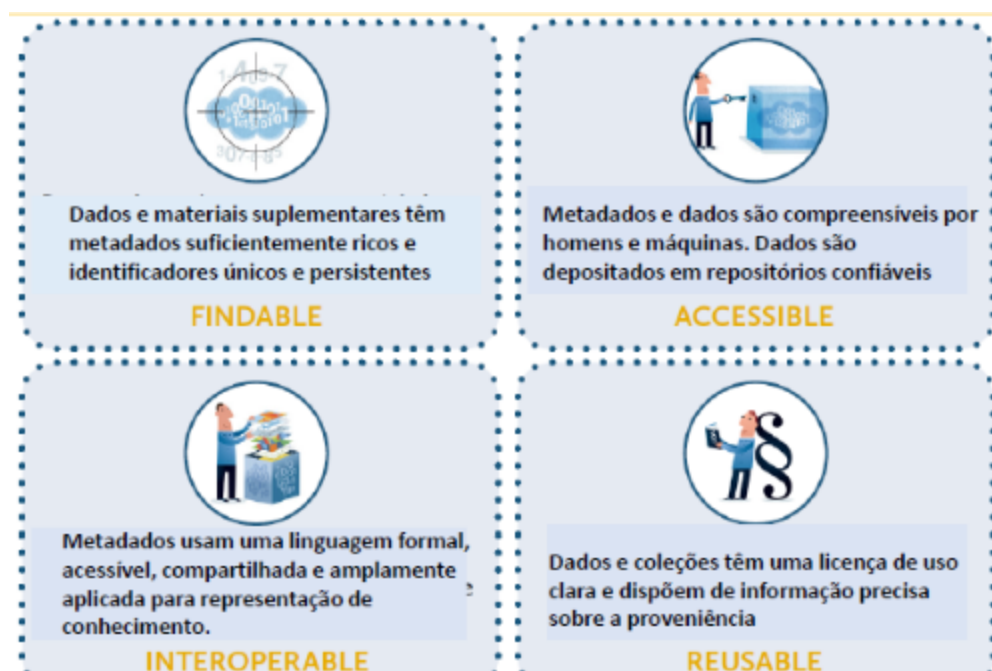 Dados e materiais suplementares têm
metadados suficientemente ricos e
identificadores únicos e persistentes
FINDABLE
Metadados e dados são compreensíveis por
homens e máquinas. Dados são
depositados em repositórios confiáveis
ACCESSIBLE
Metadados usam uma linguagem formal,
acessível, compartilhada e amplamente
aplicada para representação de
conhecimento.
INTEROPERABLE
Dados e coleções têm uma licença de uso
clara e dispõem de informação precisa
sobre a proveniência
REUSABLE